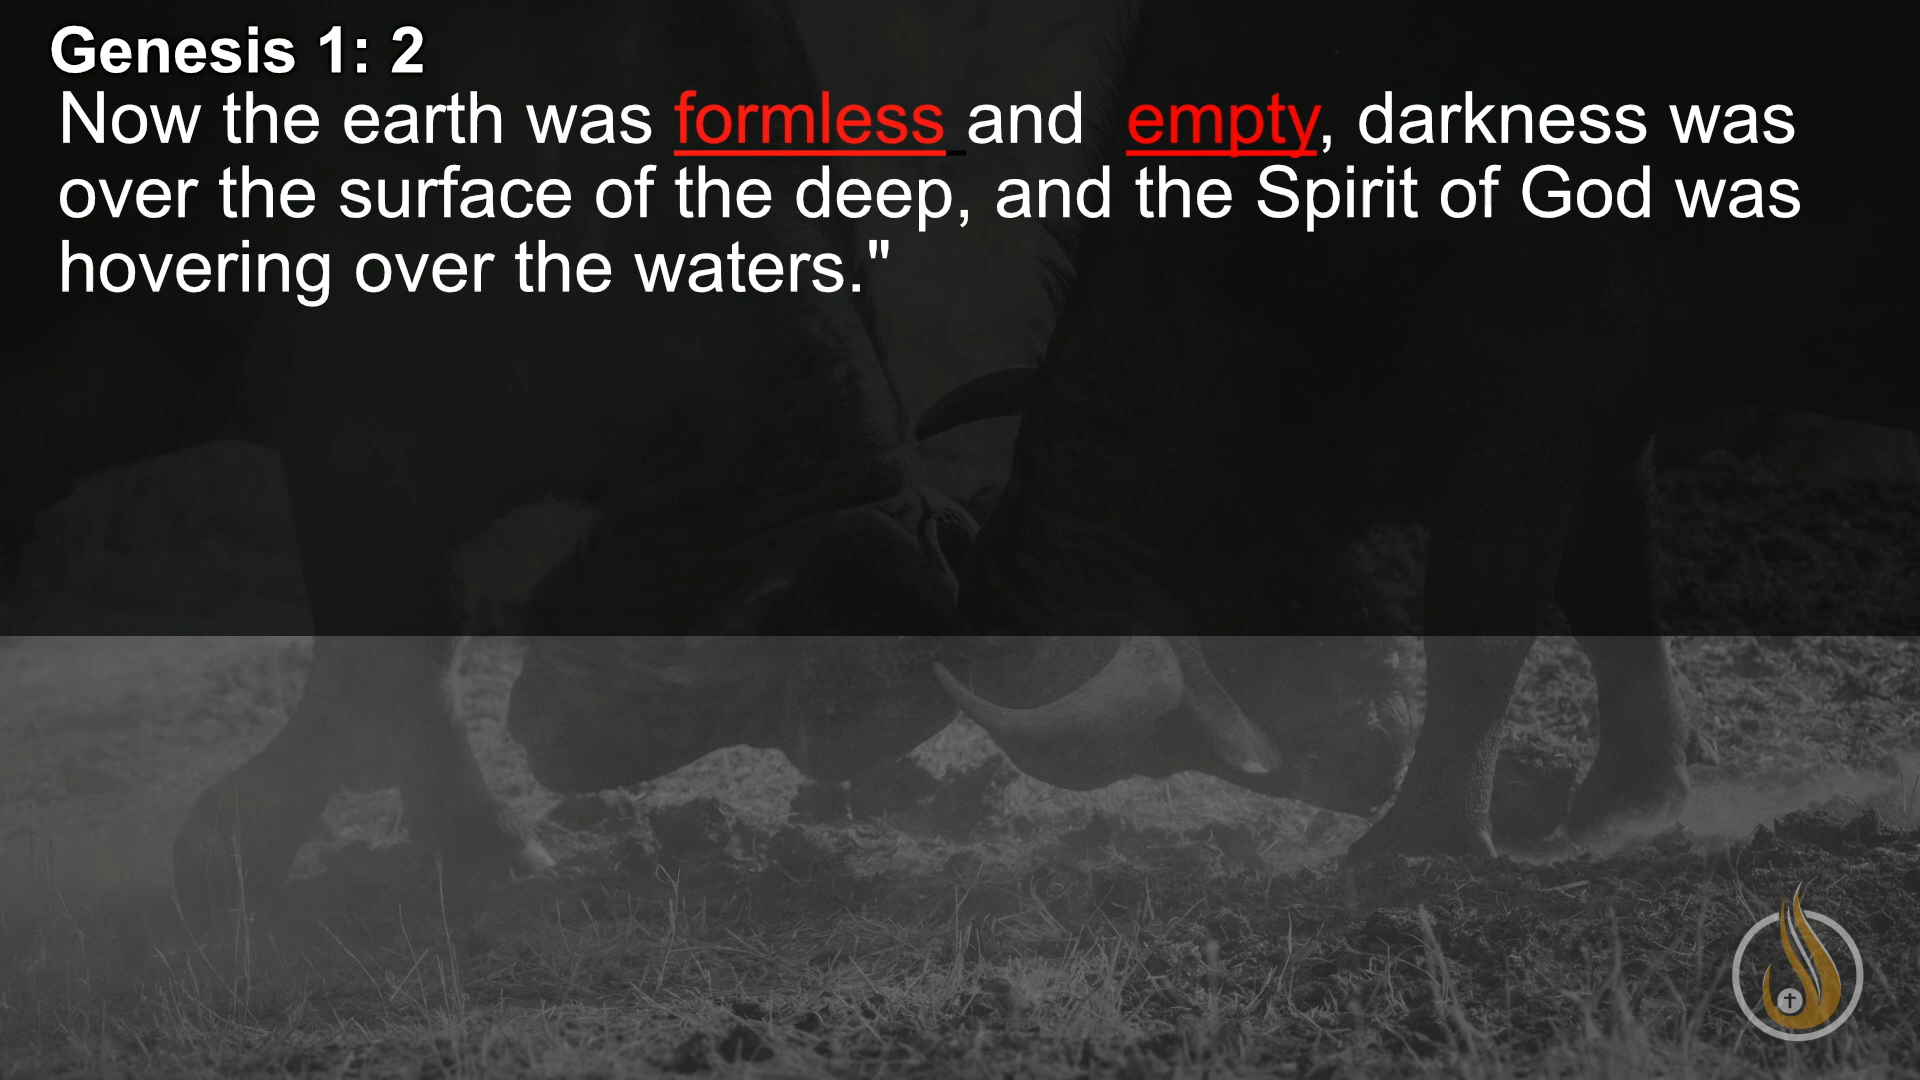 Genesis 1: 2
Now the earth was formless and  empty, darkness was
over the surface of the deep, and the Spirit of God was
hovering over the waters."